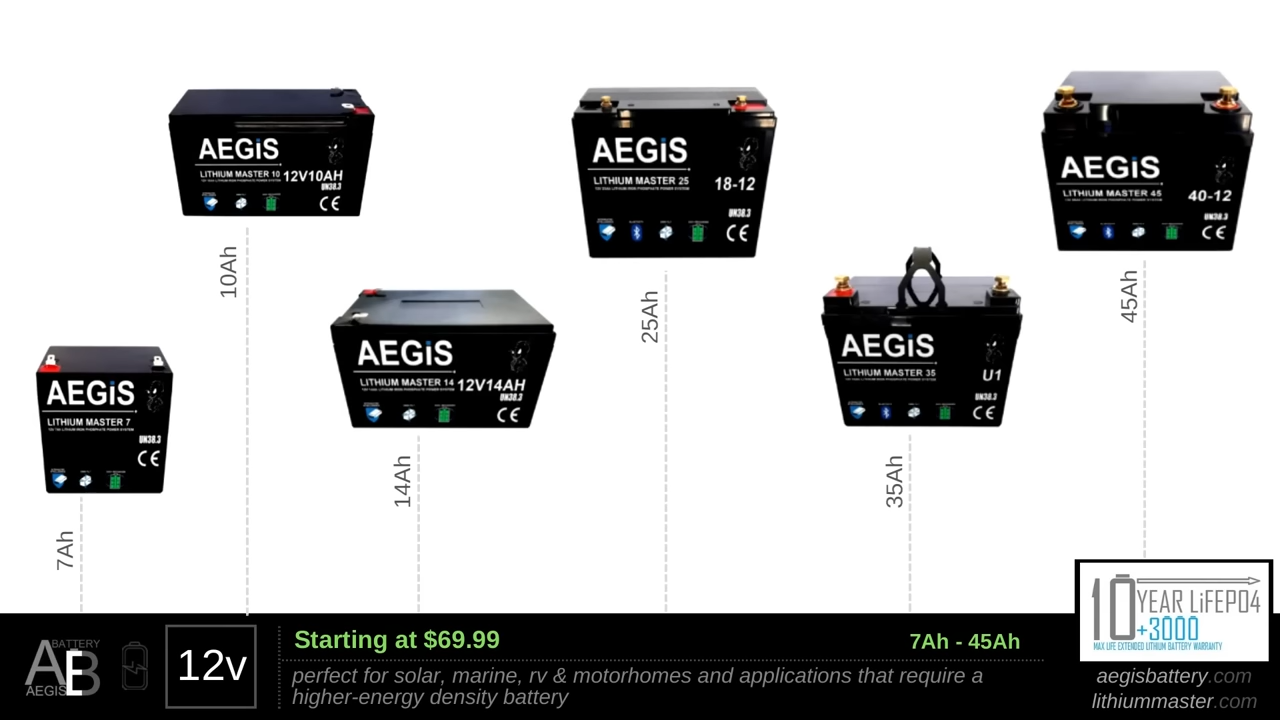 AEGiS
LITHIUM MASTER 7
UN38.3
CE
7Ah
AEGiS
LITHIUM MASTER 10 12V10AH
UN38.3
CE
10Ah
AEGiS
LITHIUM MASTER 14 12V14AH
UN38.3
CE
14Ah
AEGiS
LITHIUM MASTER 25
18-12
UN38.3
CE
25Ah
AEGiS
LITHIUM MASTER 35
U1
UN38.3
CE
35Ah
AEGiS
LITHIUM MASTER 45
40-12
UN38.3
CE
45Ah
BATTERY
AB
E
AEGIS
12v
Starting at $69.99
7Ah - 45Ah
perfect for solar, marine, rv & motorhomes and applications that require a
higher-energy density battery
10 YEAR LiFEPO4
+3000
MAX LIFE EXTENDED LITHIUM BATTERY WARRANTY
aegisbattery.com
lithiummaster.com